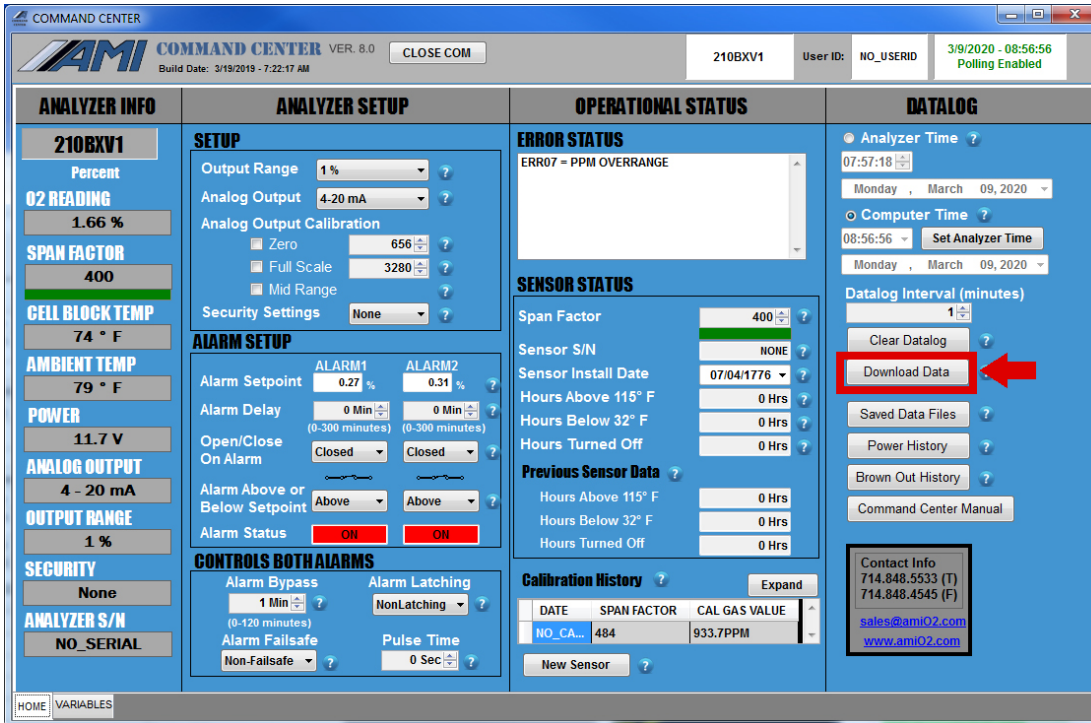 COMMAND CENTER
AMI
COMMAND CENTER VER. 8.0
Build Date: 3/19/2019 - 7:22:17 AM
CLOSE COM
210BXV1
User ID:
NO_USERID
3/9/2020 - 08:56:56
Polling Enabled
ANALYZER INFO
210BXV1
Percent
O2 READING
1.66 %
SPAN FACTOR
400
CELL BLOCK TEMP
74 ° F
AMBIENT TEMP
79 ° F
POWER
11.7 V
ANALOG OUTPUT
4 - 20 mA
OUTPUT RANGE
1 %
SECURITY
None
ANALYZER S/N
NO_SERIAL
ANALYZER SETUP
SETUP
Output Range 1 % ?
Analog Output 4-20 mA ?
Analog Output Calibration
Zero 656 ?
Full Scale 3280 ?
Mid Range ?
Security Settings None ?
ALARM SETUP
ALARM1 ALARM2
Alarm Setpoint 0.27 % 0.31 % ?
Alarm Delay 0 Min 0 Min ?
(0-300 minutes) (0-300 minutes)
Open/Close
On Alarm Closed Closed ?
Alarm Above or
Below Setpoint Above Above ?
Alarm Status ON ON
CONTROLS BOTH ALARMS
Alarm Bypass Alarm Latching
1 Min ? NonLatching ?
(0-120 minutes)
Alarm Failsafe Pulse Time
Non-Failsafe ? 0 Sec ?
OPERATIONAL STATUS
ERROR STATUS
ERR07 = PPM OVERRANGE
SENSOR STATUS
Span Factor 400 ?
Sensor S/N NONE ?
Sensor Install Date 07/04/1776 ?
Hours Above 115° F 0 Hrs ?
Hours Below 32° F 0 Hrs ?
Hours Turned Off 0 Hrs ?
Previous Sensor Data ?
Hours Above 115° F 0 Hrs
Hours Below 32° F 0 Hrs
Hours Turned Off 0 Hrs
Calibration History ? Expand
DATE SPAN FACTOR CAL GAS VALUE
NO_CA... 484 933.7PPM
New Sensor ?
DATALOG
Analyzer Time ?
07:57:18
Monday , March 09, 2020
Computer Time ?
08:56:56 Set Analyzer Time
Monday , March 09, 2020
Datalog Interval (minutes)
1
Clear Datalog ?
Download Data ?
Saved Data Files ?
Power History ?
Brown Out History ?
Command Center Manual
Contact Info
714.848.5533 (T)
714.848.4545 (F)
sales@amiO2.com
www.amiO2.com
HOME VARIABLES